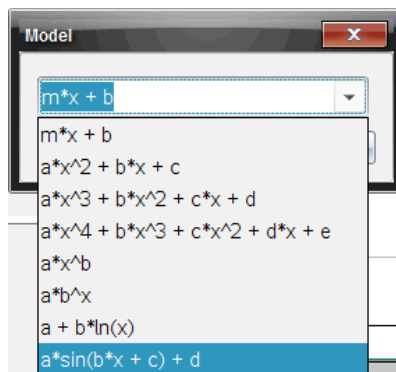 Model
m*x + b
m*x + b
a*x^2 + b*x + c
a*x^3 + b*x^2 + c*x + d
a*x^4 + b*x^3 + c*x^2 + d*x + e
a*x^b
a*b^x
a + b*ln(x)
a*sin(b*x + c) + d